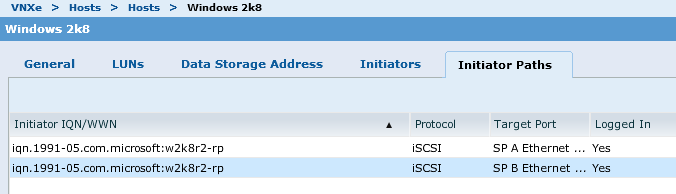 VNXe > Hosts > Hosts > Windows 2k8
Windows 2k8
General LUNs Data Storage Address Initiators Initiator Paths
Initiator IQN/WWN Protocol Target Port Logged In
iqn.1991-05.com.microsoft:w2k8r2-rp iSCSI SP A Ethernet ... Yes
iqn.1991-05.com.microsoft:w2k8r2-rp iSCSI SP B Ethernet ... Yes